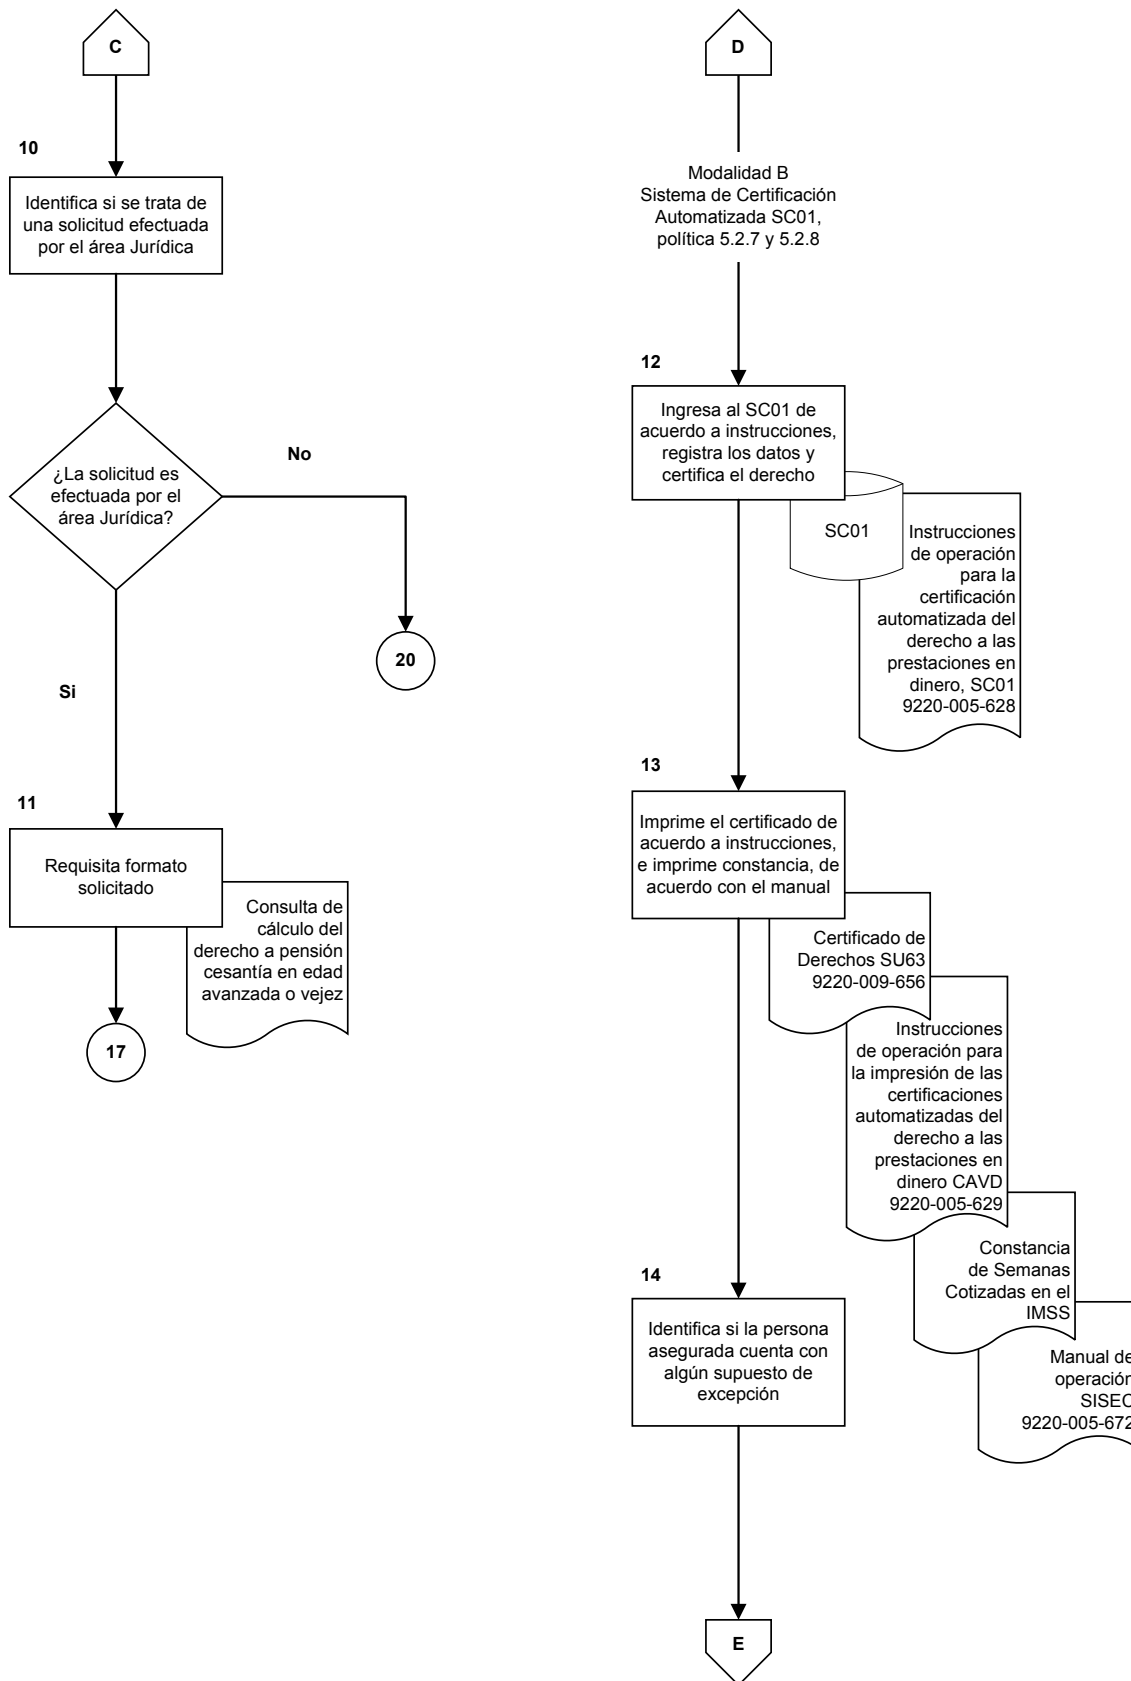 C
10
Identifica si se trata de
una solicitud efectuada
por el área Jurídica
¿La solicitud es
efectuada por el
área Jurídica?
No
20
Si
11
Requisita formato
solicitado
Consulta de
cálculo del
derecho a pensión
cesantía en edad
avanzada o vejez
17
D
Modalidad B
Sistema de Certificación
Automatizada SC01,
política 5.2.7 y 5.2.8
12
Ingresa al SC01 de
acuerdo a instrucciones,
registra los datos y
certifica el derecho
SC01
Instrucciones
de operación
para la
certificación
automatizada del
derecho a las
prestaciones en
dinero, SC01
9220-005-628
13
Imprime el certificado de
acuerdo a instrucciones,
e imprime constancia, de
acuerdo con el manual
Certificado de
Derechos SU63
9220-009-656
Instrucciones
de operación para
la impresión de las
certificaciones
automatizadas del
derecho a las
prestaciones en
dinero CAVD
9220-005-629
Constancia
de Semanas
Cotizadas en el
IMSS
Manual de
operación
SISEC
9220-005-672
14
Identifica si la persona
asegurada cuenta con
algún supuesto de
excepción
E